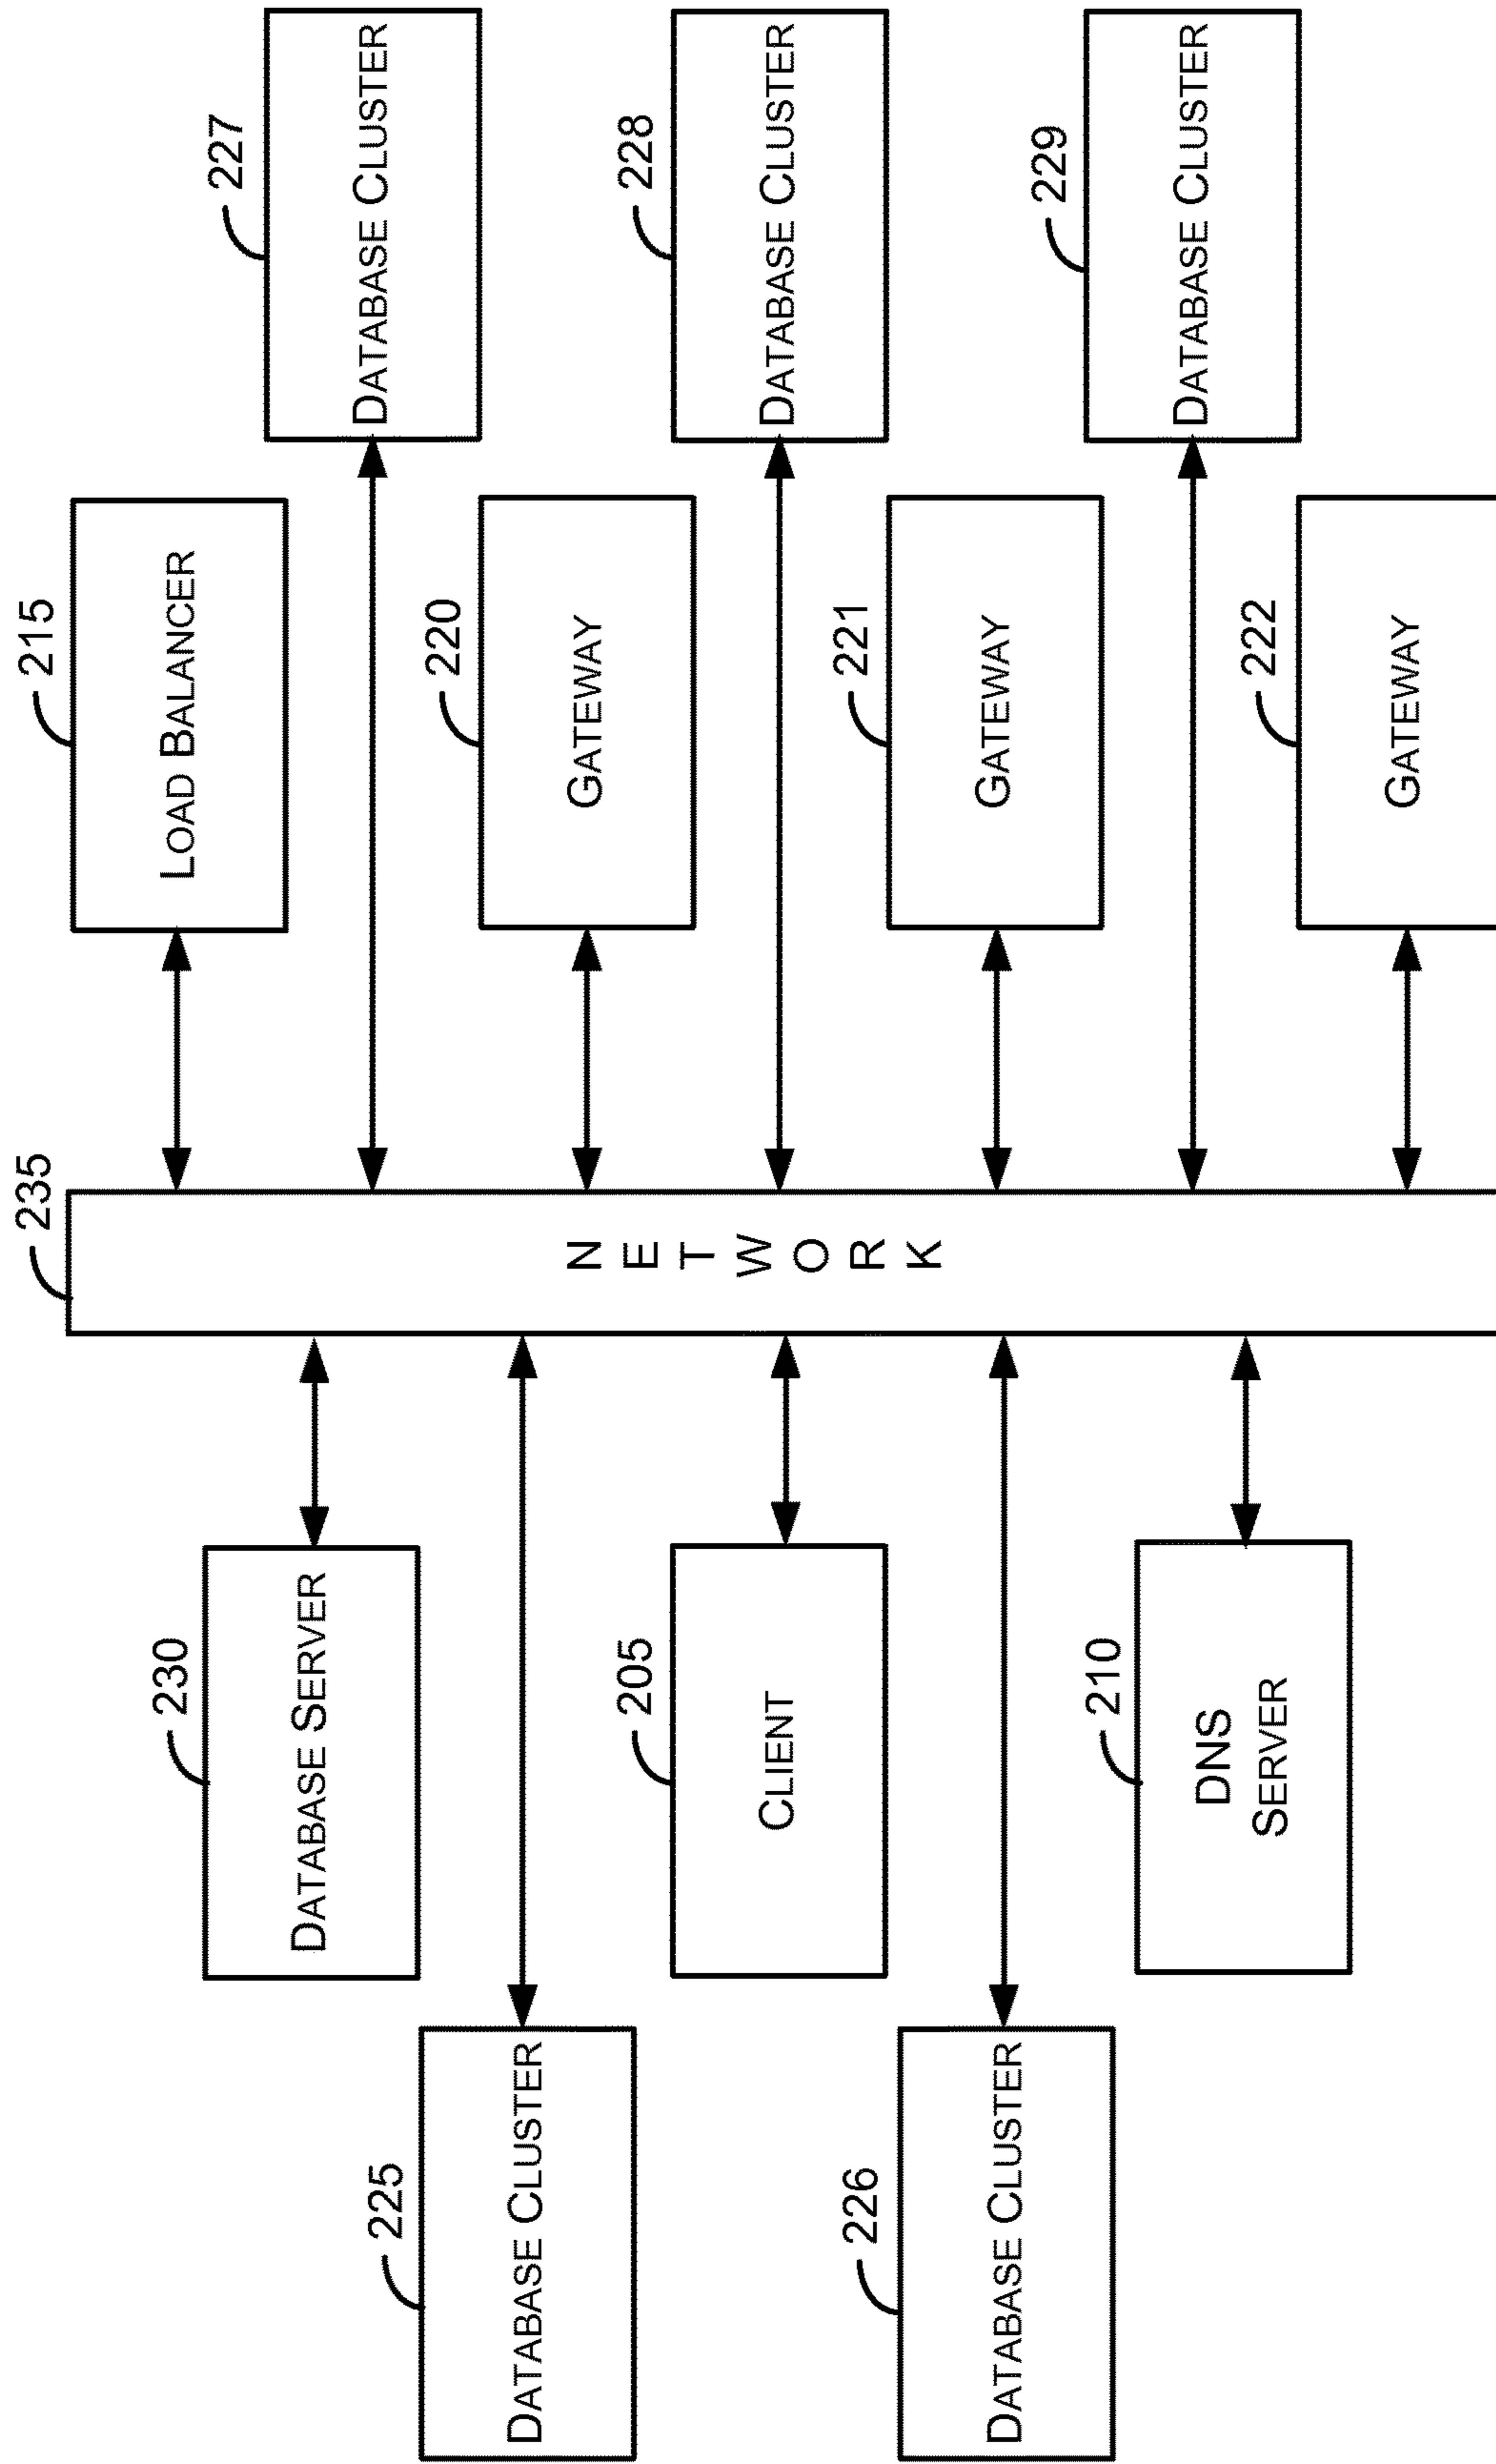 235
N
E
T
W
O
R
K
230
DATABASE SERVER
225
DATABASE CLUSTER
205
CLIENT
226
DATABASE CLUSTER
210
DNS
SERVER
215
LOAD BALANCER
227
DATABASE CLUSTER
220
GATEWAY
228
DATABASE CLUSTER
221
GATEWAY
229
DATABASE CLUSTER
222
GATEWAY